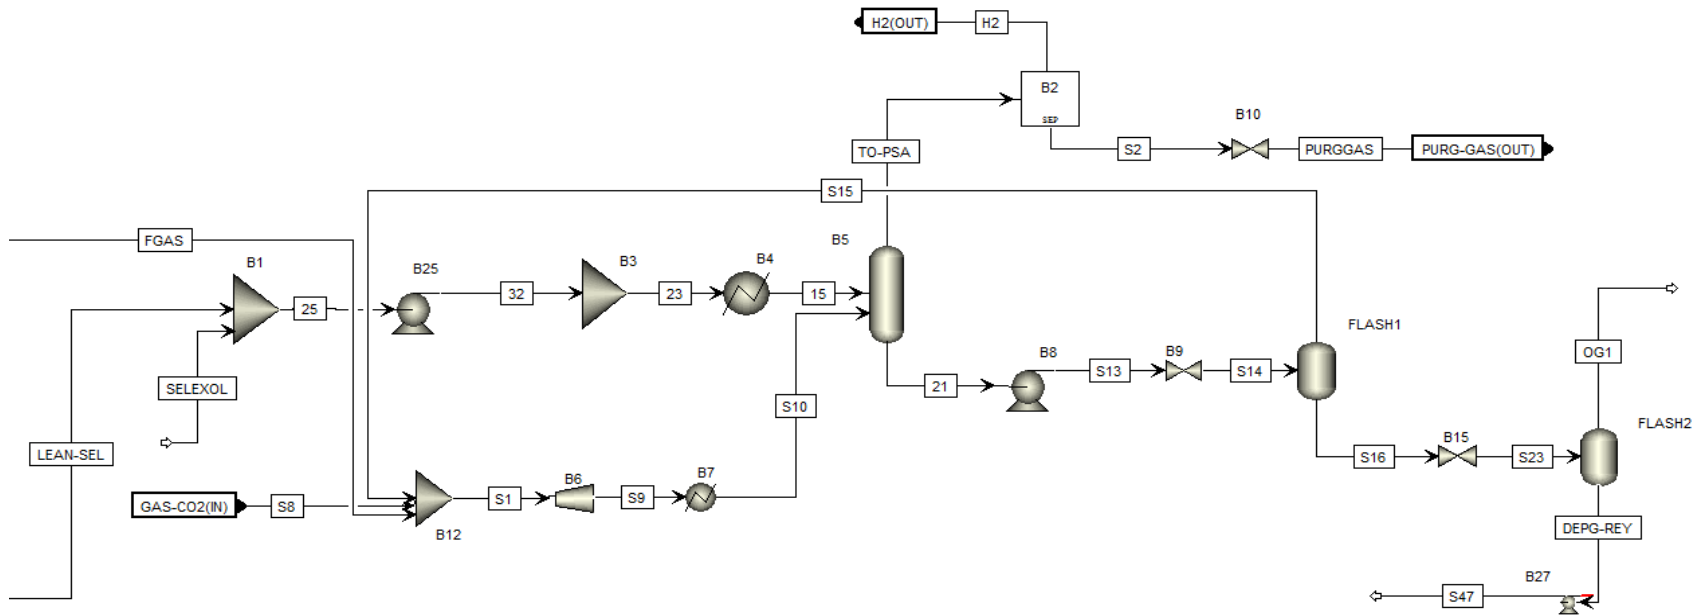 H2(OUT)
H2
B2
SEP
B10
TO-PSA
S2
PURGGAS
PURG-GAS(OUT)
S15
FGAS
B5
B1
B25
B3
B4
25
32
23
15
FLASH1
OG1
SELEXOL
B8
S13
B9
S14
21
S10
FLASH2
LEAN-SEL
B15
S16
S23
B6
B7
GAS-CO2(IN)
S8
S1
S9
B12
DEPG-REY
B27
S47